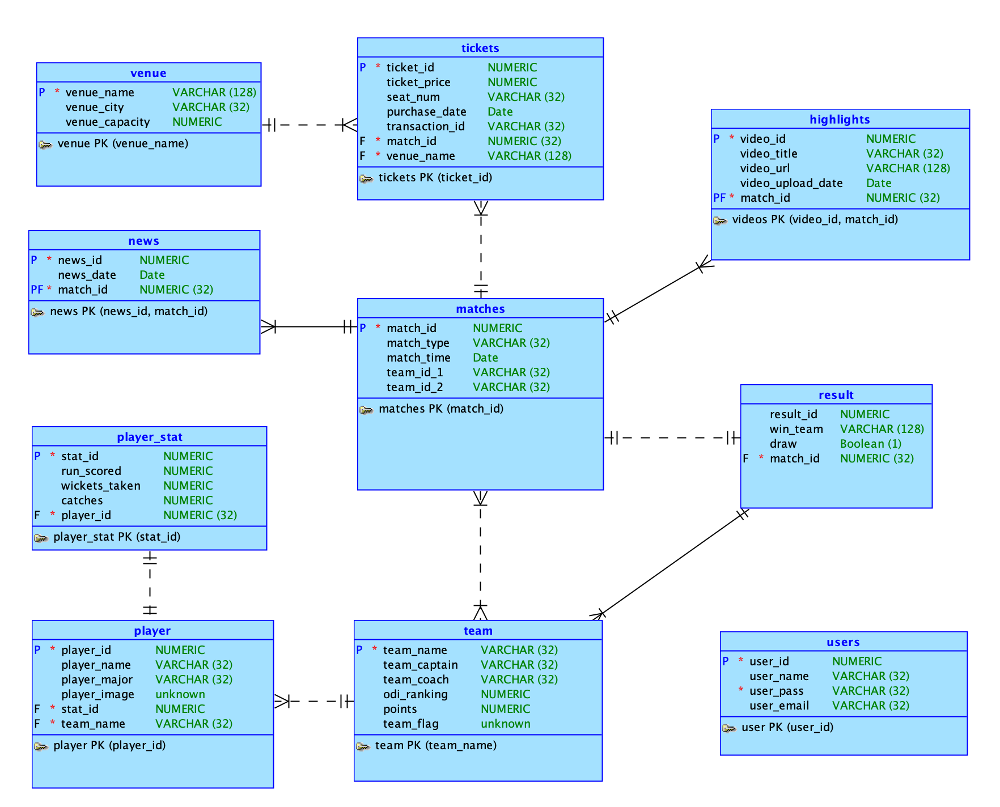 venue
P * venue_name VARCHAR (128)
venue_city VARCHAR (32)
venue_capacity NUMERIC
venue PK (venue_name)
tickets
P * ticket_id NUMERIC
ticket_price NUMERIC
seat_num VARCHAR (32)
purchase_date Date
transaction_id VARCHAR (32)
F * match_id NUMERIC (32)
F * venue_name VARCHAR (128)
tickets PK (ticket_id)
highlights
P * video_id NUMERIC
video_title VARCHAR (32)
video_url VARCHAR (128)
video_upload_date Date
PF * match_id NUMERIC (32)
videos PK (video_id, match_id)
news
P * news_id NUMERIC
news_date Date
PF * match_id NUMERIC (32)
news PK (news_id, match_id)
matches
P * match_id NUMERIC
match_type VARCHAR (32)
match_time Date
team_id_1 VARCHAR (32)
team_id_2 VARCHAR (32)
matches PK (match_id)
result
result_id NUMERIC
win_team VARCHAR (128)
draw Boolean (1)
F * match_id NUMERIC (32)
player_stat
P * stat_id NUMERIC
run_scored NUMERIC
wickets_taken NUMERIC
catches NUMERIC
F * player_id NUMERIC (32)
player_stat PK (stat_id)
player
P * player_id NUMERIC
player_name VARCHAR (32)
player_major VARCHAR (32)
player_image unknown
F * stat_id NUMERIC
F * team_name VARCHAR (32)
player PK (player_id)
team
P * team_name VARCHAR (32)
team_captain VARCHAR (32)
team_coach VARCHAR (32)
odi_ranking NUMERIC
points NUMERIC
team_flag unknown
team PK (team_name)
users
P * user_id NUMERIC
user_name VARCHAR (32)
* user_pass VARCHAR (32)
user_email VARCHAR (32)
user PK (user_id)